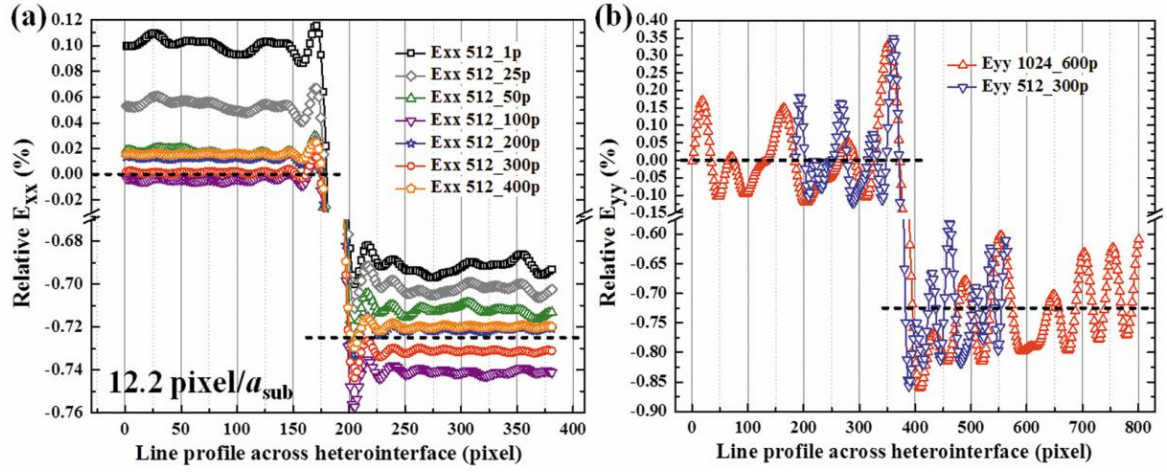 (a)
Relative Exx (%)
0.12
0.10
0.08
0.06
0.04
0.02
0.00
-0.02
-0.68
-0.70
-0.72
-0.74
-0.76
Exx 512_1p
Exx 512_25p
Exx 512_50p
Exx 512_100p
Exx 512_200p
Exx 512_300p
Exx 512_400p
12.2 pixel/asub
0 50 100 150 200 250 300 350 400
Line profile across heterointerface (pixel)
(b)
Relative Eyy (%)
0.40
0.35
0.30
0.25
0.20
0.15
0.10
0.05
0.00
-0.05
-0.10
-0.15
-0.60
-0.65
-0.70
-0.75
-0.80
-0.85
-0.90
Eyy 1024_600p
Eyy 512_300p
0 100 200 300 400 500 600 700 800
Line profile across heterointerface (pixel)